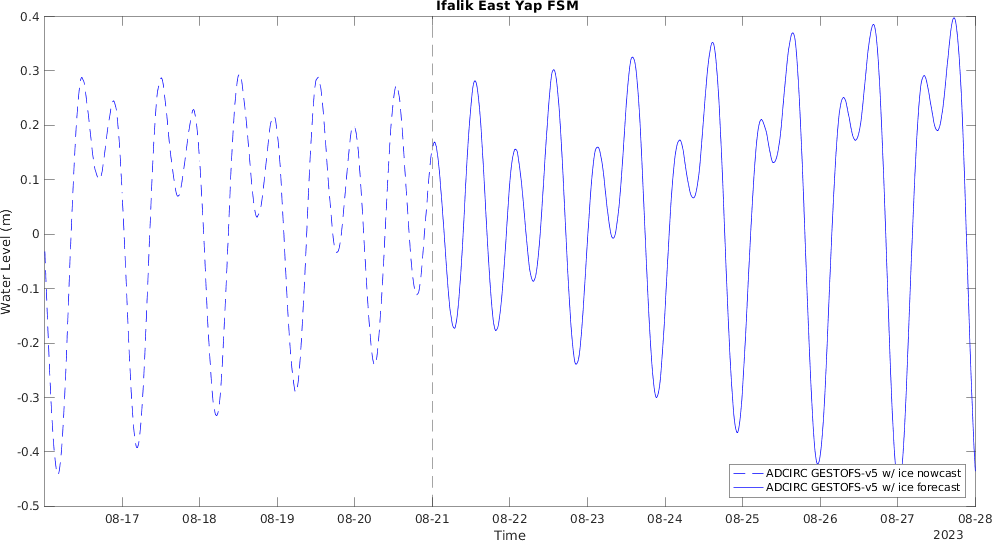 Ifalik East Yap FSM
0.4
0.3
0.2
0.1
0
-0.1
-0.2
-0.3
-0.4
-0.5
Water Level (m)
ADCIRC GESTOFS-v5 w/ ice nowcast
ADCIRC GESTOFS-v5 w/ ice forecast
08-17 08-18 08-19 08-20 08-21 08-22 08-23 08-24 08-25 08-26 08-27 08-28
Time
2023